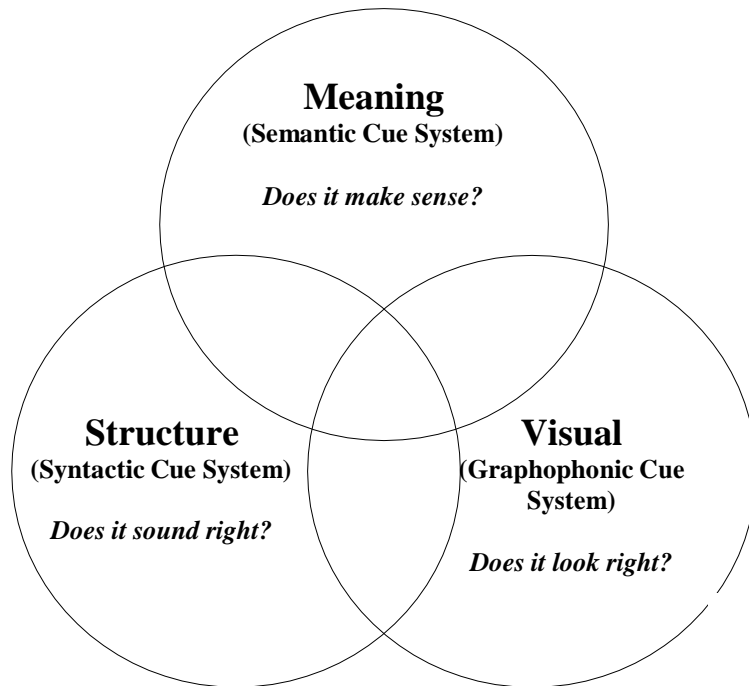 Meaning
(Semantic Cue System)
Does it make sense?
Structure
(Syntactic Cue System)
Does it sound right?
Visual
(Graphophonic Cue
System)
Does it look right?